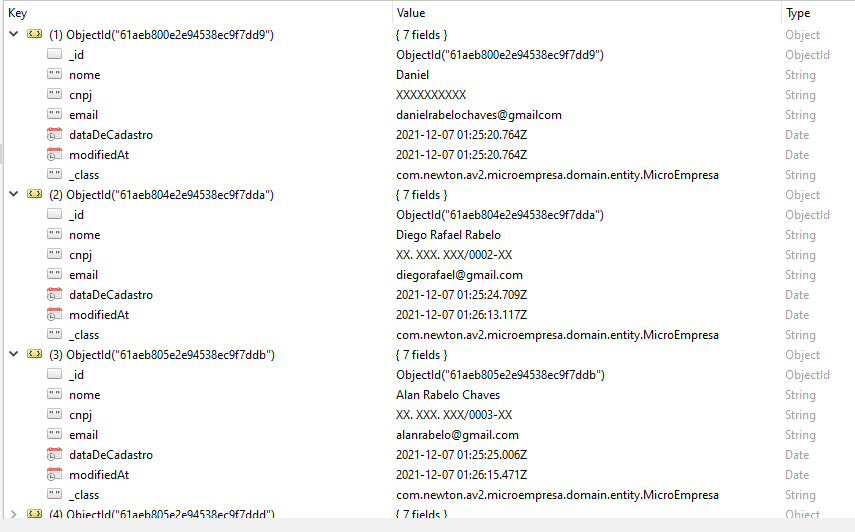 Key Value Type
(1) ObjectId("61aeb800e2e94538ec9f7dd9") { 7 fields } Object
_id ObjectId("61aeb800e2e94538ec9f7dd9") ObjectId
nome Daniel String
cnpj XXXXXXXXXX String
email danielrabelochaves@gmailcom String
dataDeCadastro 2021-12-07 01:25:20.764Z Date
modifiedAt 2021-12-07 01:25:20.764Z Date
_class com.newton.av2.microempresa.domain.entity.MicroEmpresa String
(2) ObjectId("61aeb804e2e94538ec9f7dda") { 7 fields } Object
_id ObjectId("61aeb804e2e94538ec9f7dda") ObjectId
nome Diego Rafael Rabelo String
cnpj XX. XXX. XXX/0002-XX String
email diegorafael@gmail.com String
dataDeCadastro 2021-12-07 01:25:24.709Z Date
modifiedAt 2021-12-07 01:26:13.117Z Date
_class com.newton.av2.microempresa.domain.entity.MicroEmpresa String
(3) ObjectId("61aeb805e2e94538ec9f7ddb") { 7 fields } Object
_id ObjectId("61aeb805e2e94538ec9f7ddb") ObjectId
nome Alan Rabelo Chaves String
cnpj XX. XXX. XXX/0003-XX String
email alanrabelo@gmail.com String
dataDeCadastro 2021-12-07 01:25:25.006Z Date
modifiedAt 2021-12-07 01:26:15.471Z Date
_class com.newton.av2.microempresa.domain.entity.MicroEmpresa String
(4) ObjectId("61aeb805e2e94538ec9f7ddd") { 7 fields } Object